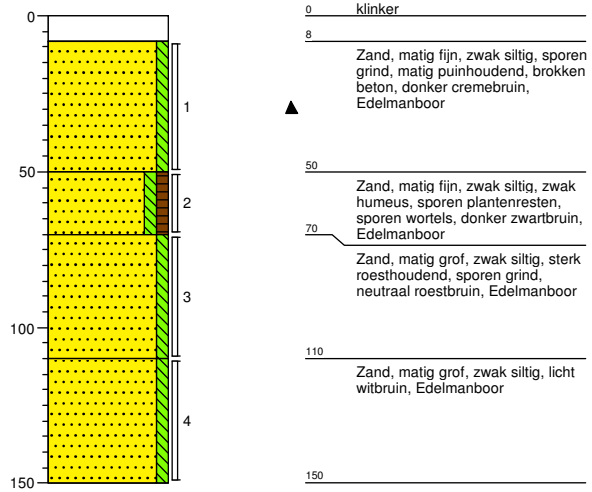 0
50
100
150
1
2
3
4
0 klinker
8
Zand, matig fijn, zwak siltig, sporen
grind, matig puinhoudend, brokken
beton, donker cremebruin,
Edelmanboor
50
Zand, matig fijn, zwak siltig, zwak
humeus, sporen plantenresten,
sporen wortels, donker zwartbruin,
Edelmanboor
70
Zand, matig grof, zwak siltig, sterk
roesthoudend, sporen grind,
neutraal roestbruin, Edelmanboor
110
Zand, matig grof, zwak siltig, licht
witbruin, Edelmanboor
150